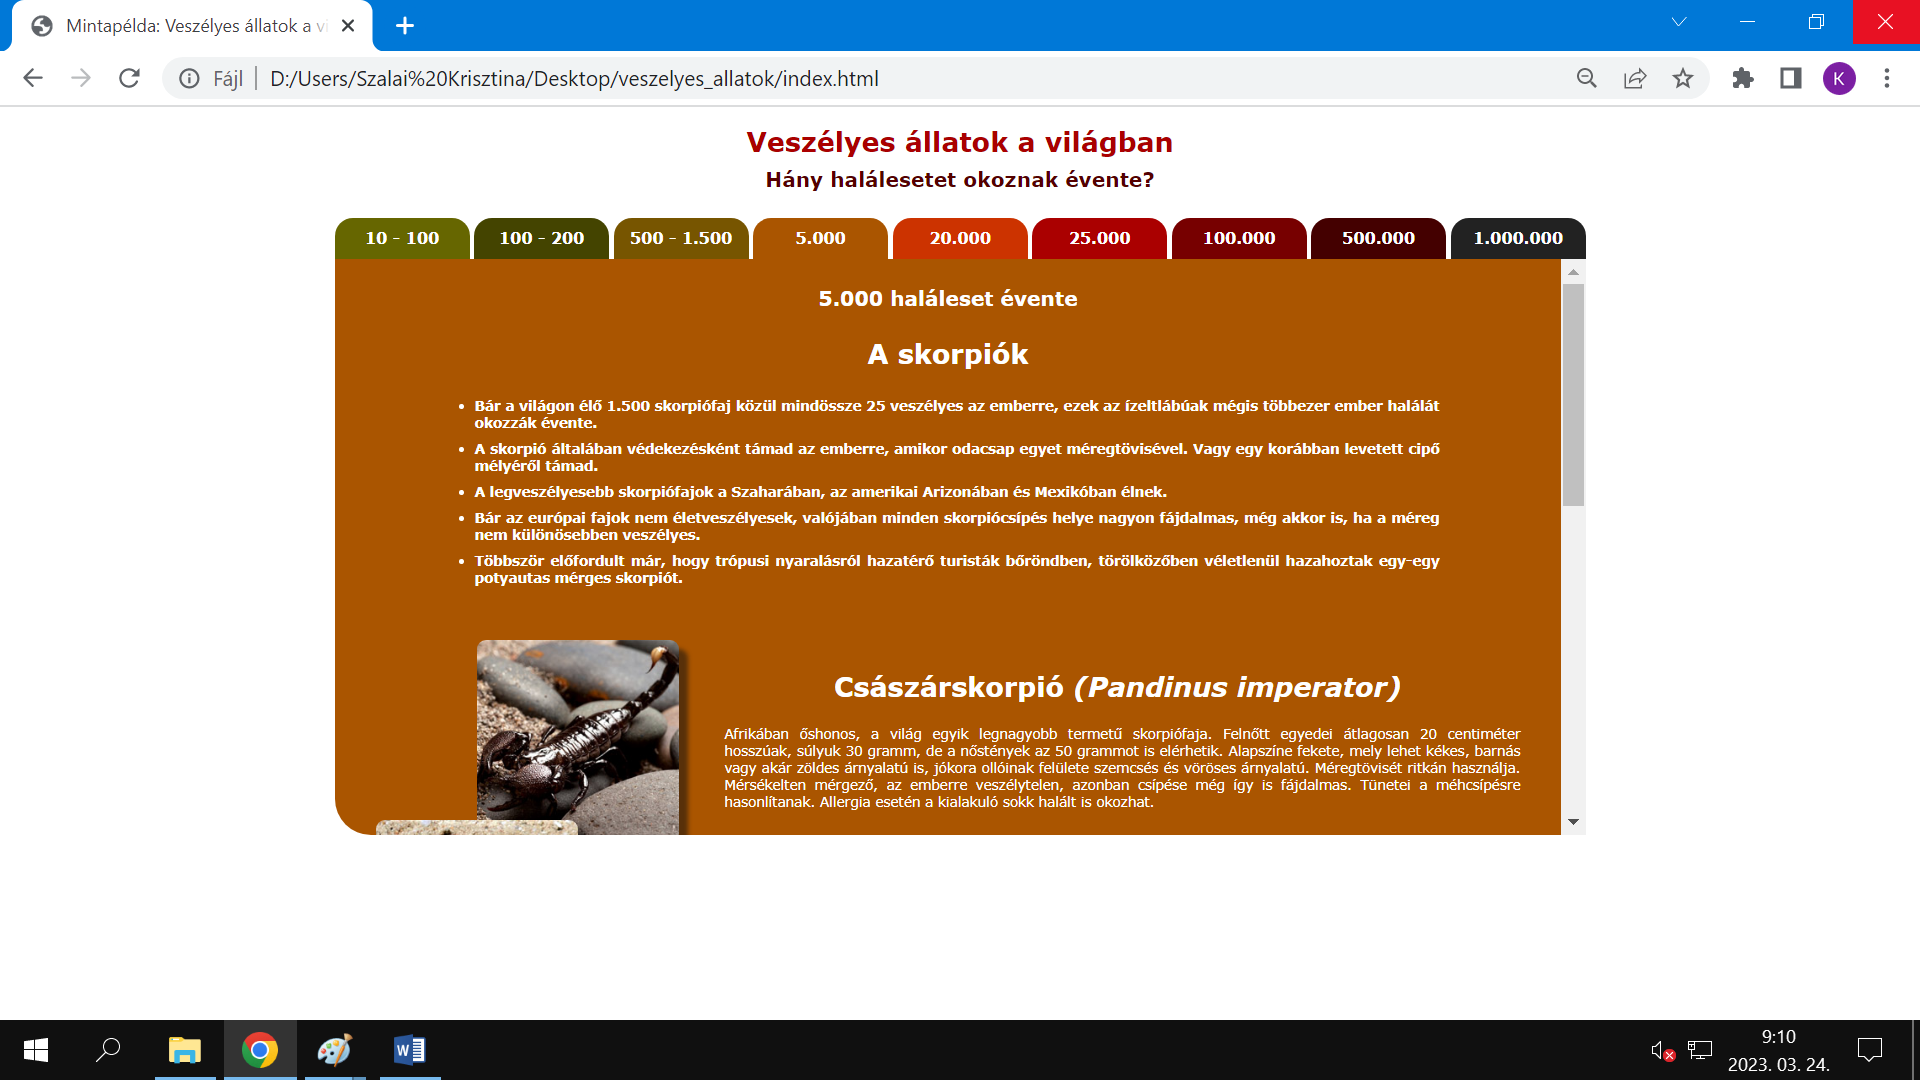 Mintapélda: Veszélyes állatok a vi
Fájl
D:/Users/Szalai%20Krisztina/Desktop/veszelyes_allatok/index.html
K
Veszélyes állatok a világban
Hány halálesetet okoznak évente?
10 - 100
100 - 200
500 - 1.500
5.000
20.000
25.000
100.000
500.000
1.000.000
5.000 haláleset évente
A skorpiók
• Bár a világon élő 1.500 skorpiófaj közül mindössze 25 veszélyes az emberre, ezek az ízeltlábúak mégis többezer ember halálát
okozzák évente.
• A skorpió általában védekezésként támad az emberre, amikor odacsap egyet méregtövisével. Vagy egy korábban levetett cipő
mélyéről támad.
• A legveszélyesebb skorpiófajok a Szaharában, az amerikai Arizonában és Mexikóban élnek.
• Bár az európai fajok nem életveszélyesek, valójában minden skorpiócsípés helye nagyon fájdalmas, még akkor is, ha a méreg
nem különösebben veszélyes.
• Többször előfordult már, hogy trópusi nyaralásról hazatérő turisták bőröndben, törölközőben véletlenül hazahoztak egy-egy
potyautas mérges skorpiót.
Császárskorpió (Pandinus imperator)
Afrikában őshonos, a világ egyik legnagyobb termetű skorpiófaja. Felnőtt egyedei átlagosan 20 centiméter
hosszúak, súlyuk 30 gramm, de a nőstények az 50 grammot is elérhetik. Alapszíne fekete, mely lehet kékes, barnás
vagy akár zöldes árnyalatú is, jókora ollóinak felülete szemcsés és vöröses árnyalatú. Méregtövisét ritkán használja.
Mérsékelten mérgező, az emberre veszélytelen, azonban csípése még így is fájdalmas. Tünetei a méhcsípésre
hasonlítanak. Allergia esetén a kialakuló sokk halált is okozhat.
9:10
2023. 03. 24.